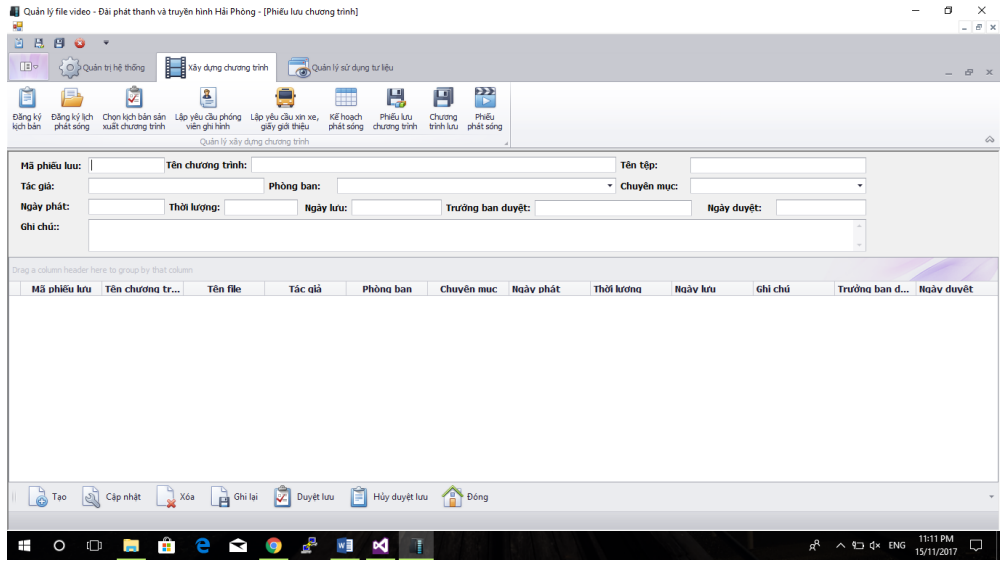 Quản lý file video - Đài phát thanh và truyền hình Hải Phòng - [Phiếu lưu chương trình]
Quản trị hệ thống
Xây dựng chương trình
Quản lý sử dụng tư liệu
Đăng ký kịch bản
Đăng ký lịch phát sóng
Chọn kịch bản sản xuất chương trình
Lập yêu cầu phóng viên ghi hình
Lập yêu cầu xin xe, giấy giới thiệu
Kế hoạch phát sóng
Phiếu lưu chương trình
Chương trình lưu
Phiếu phát sóng
Quản lý xây dựng chương trình
Mã phiếu lưu: Tên chương trình: Tên tệp:
Tác giả: Phòng ban: Chuyên mục:
Ngày phát: Thời lượng: Ngày lưu: Trưởng ban duyệt: Ngày duyệt:
Ghi chú::
Drag a column header here to group by that column
Mã phiếu lưu Tên chương tr... Tên file Tác giả Phòng ban Chuyên mục Ngày phát Thời lượng Ngày lưu Ghi chú Trưởng ban d... Ngày duyệt
Tạo Cập nhật Xóa Ghi lại Duyệt lưu Hủy duyệt lưu Đóng
ENG
11:11 PM
15/11/2017